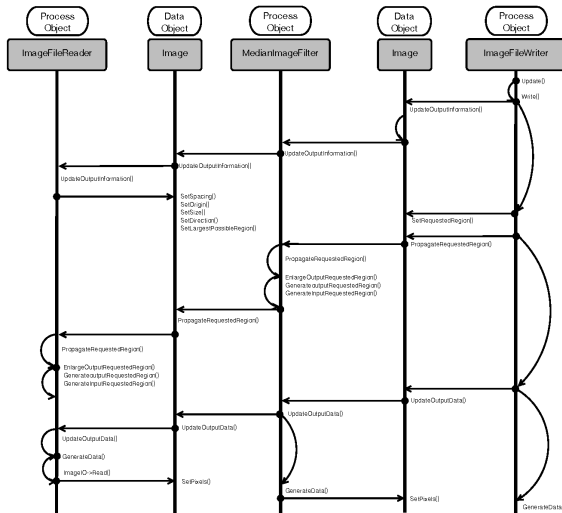 Process
Object
Data
Object
Process
Object
Data
Object
Process
Object
ImageFileReader
Image
MedianImageFilter
Image
ImageFileWriter
Update()
Write()
UpdateOutputInformation()
UpdateOutputInformation()
UpdateOutputInformation()
UpdateOutputInformation()
SetSpacing()
SetOrigin()
SetSize()
SetDirection()
SetLargestPossibleRegion()
SetRequestedRegion()
PropagateRequestedRegion()
PropagateRequestedRegion()
EnlargeOutputRequestedRegion()
GenerateoutputRequestedRegion()
GenerateInputRequestedRegion()
PropagateRequestedRegion()
PropagateRequestedRegion()
EnlargeOutputRequestedRegion()
GenerateoutputRequestedRegion()
GenerateInputRequestedRegion()
UpdateOutputData()
UpdateOutputData()
UpdateOutputData()
UpdateOutputData()
GenerateData()
ImageIO->Read()
SetPixels()
GenerateData()
SetPixels()
GenerateData